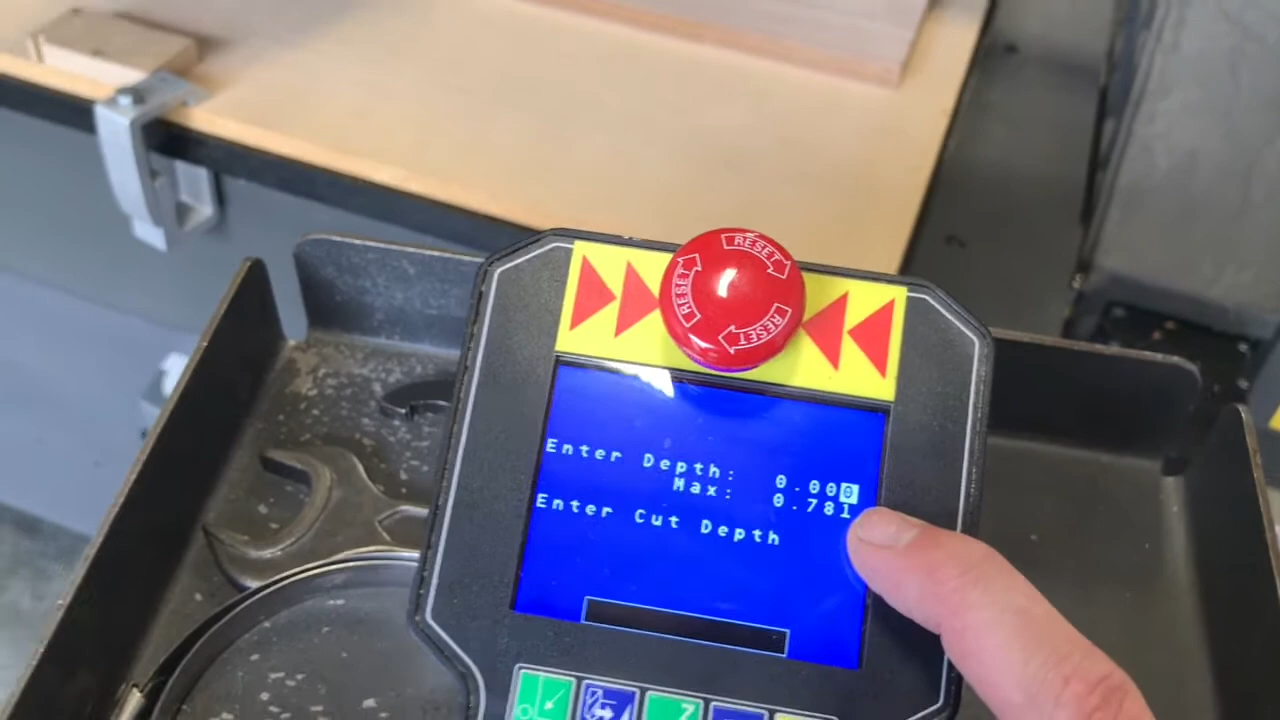 RESET
RESET
RESET
Enter Depth: 0.000
Max: 0.781
Enter Cut Depth
Z